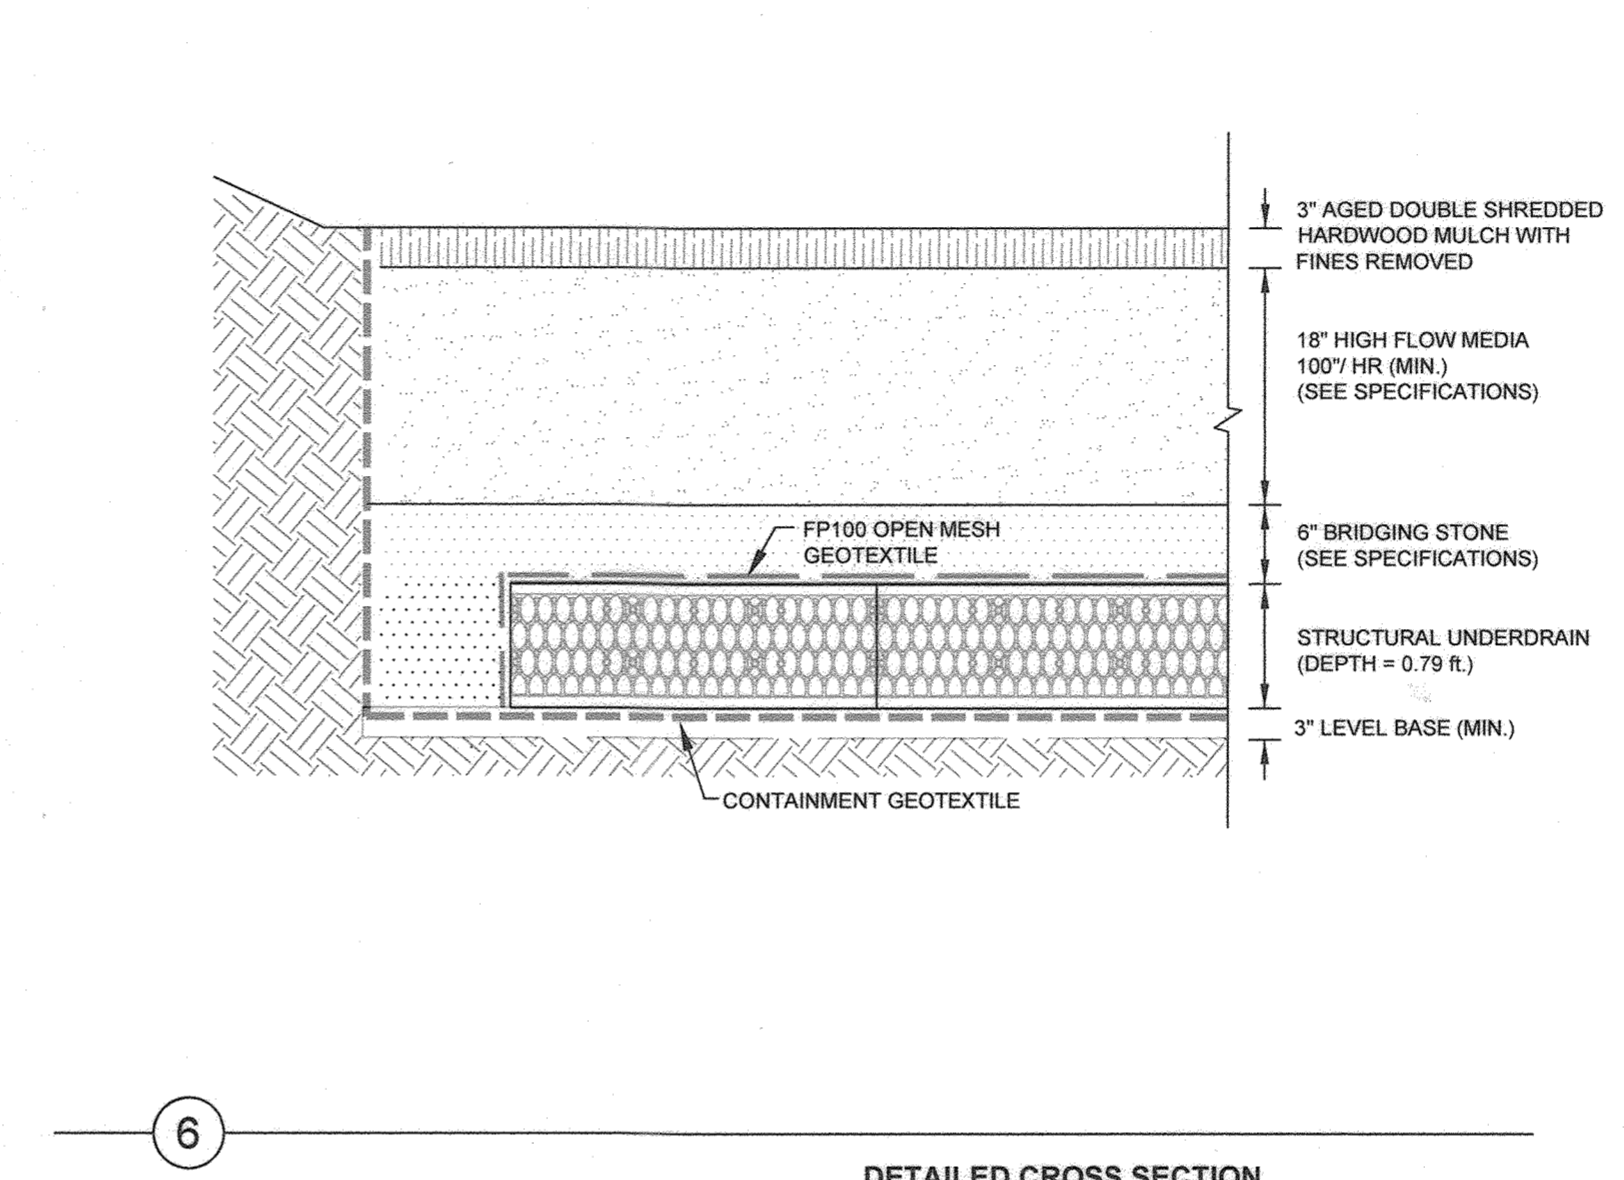 3" AGED DOUBLE SHREDDED
HARDWOOD MULCH WITH
FINES REMOVED
18" HIGH FLOW MEDIA
100"/ HR (MIN.)
(SEE SPECIFICATIONS)
FP100 OPEN MESH
GEOTEXTILE
6" BRIDGING STONE
(SEE SPECIFICATIONS)
STRUCTURAL UNDERDRAIN
(DEPTH = 0.79 ft.)
3" LEVEL BASE (MIN.)
CONTAINMENT GEOTEXTILE
6
DETAILED CROSS SECTION